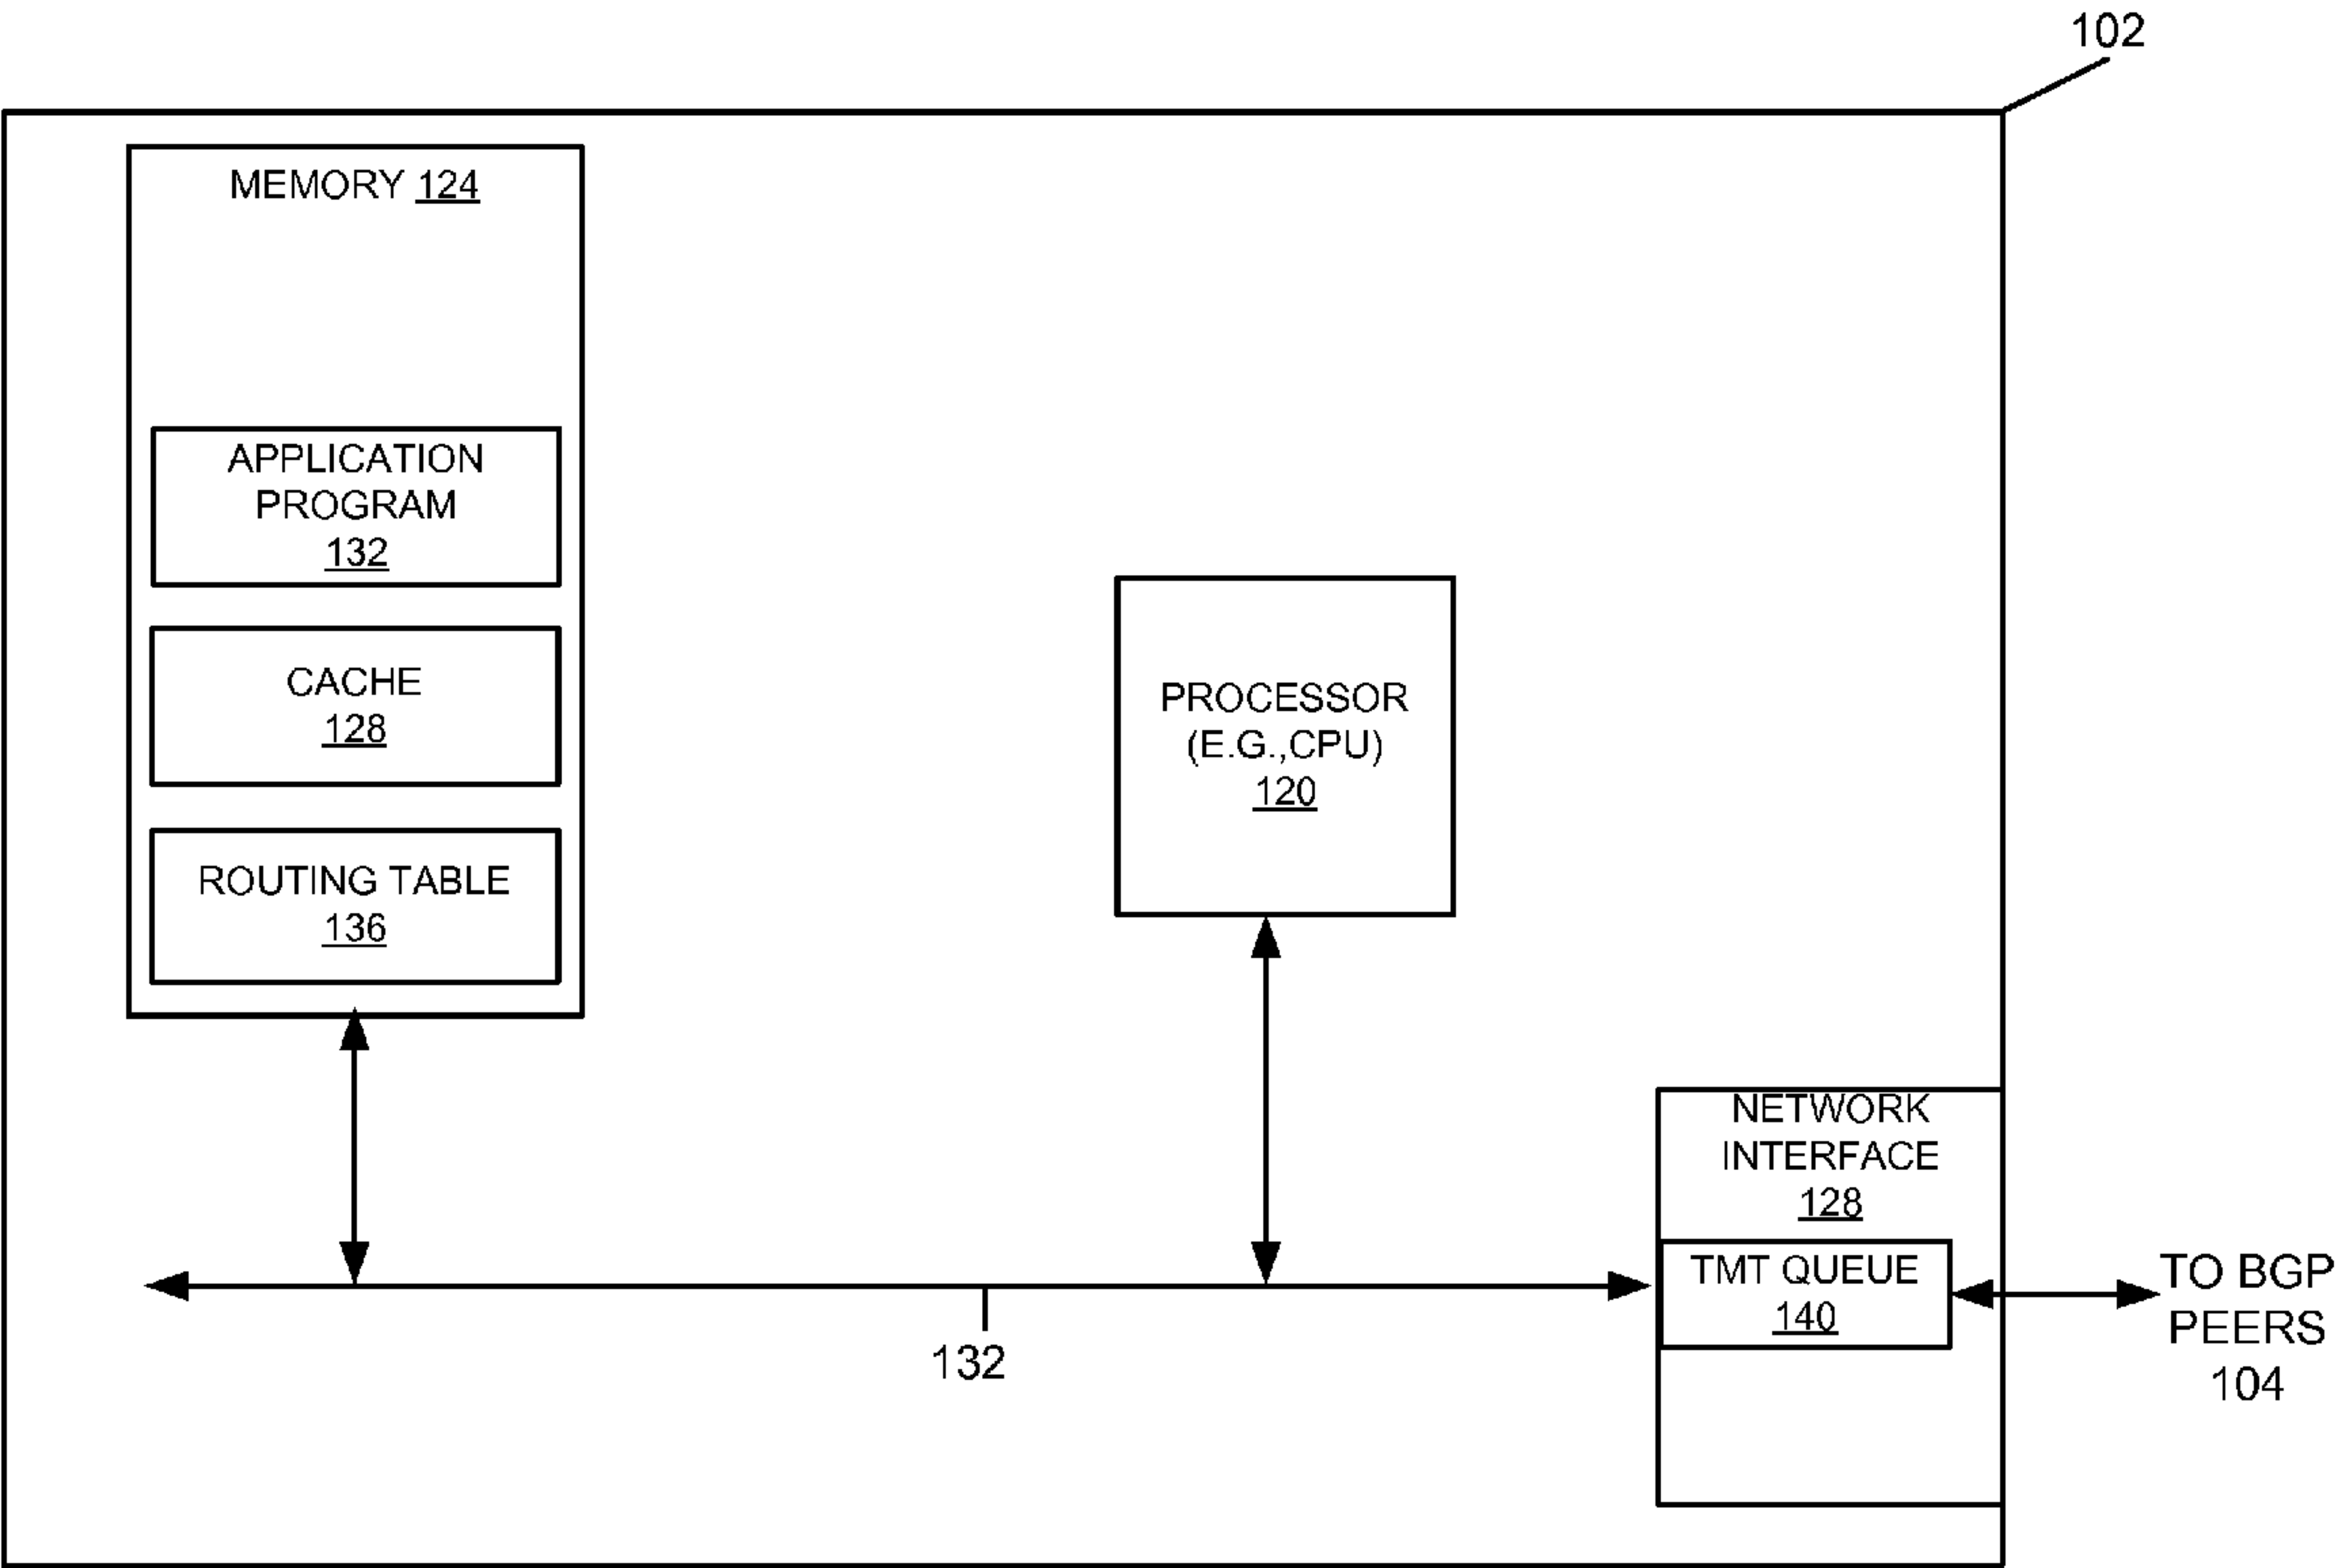 102
MEMORY 124
APPLICATION
PROGRAM
132
CACHE
128
ROUTING TABLE
136
PROCESSOR
(E.G.,CPU)
120
NETWORK
INTERFACE
128
TMT QUEUE
140
TO BGP
PEERS
104
132